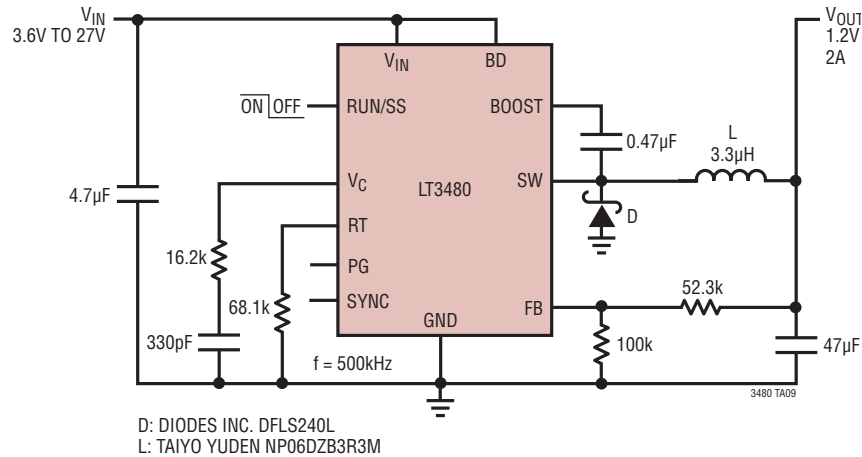 VIN
3.6V TO 27V
VOUT
1.2V
2A
VIN
BD
ON OFF
RUN/SS
BOOST
0.47µF
L
3.3µH
4.7µF
VC
LT3480
SW
D
RT
16.2k
PG
68.1k
SYNC
52.3k
GND
FB
330pF
f = 500kHz
100k
47µF
3480 TA09
D: DIODES INC. DFLS240L
L: TAIYO YUDEN NP06DZB3R3M